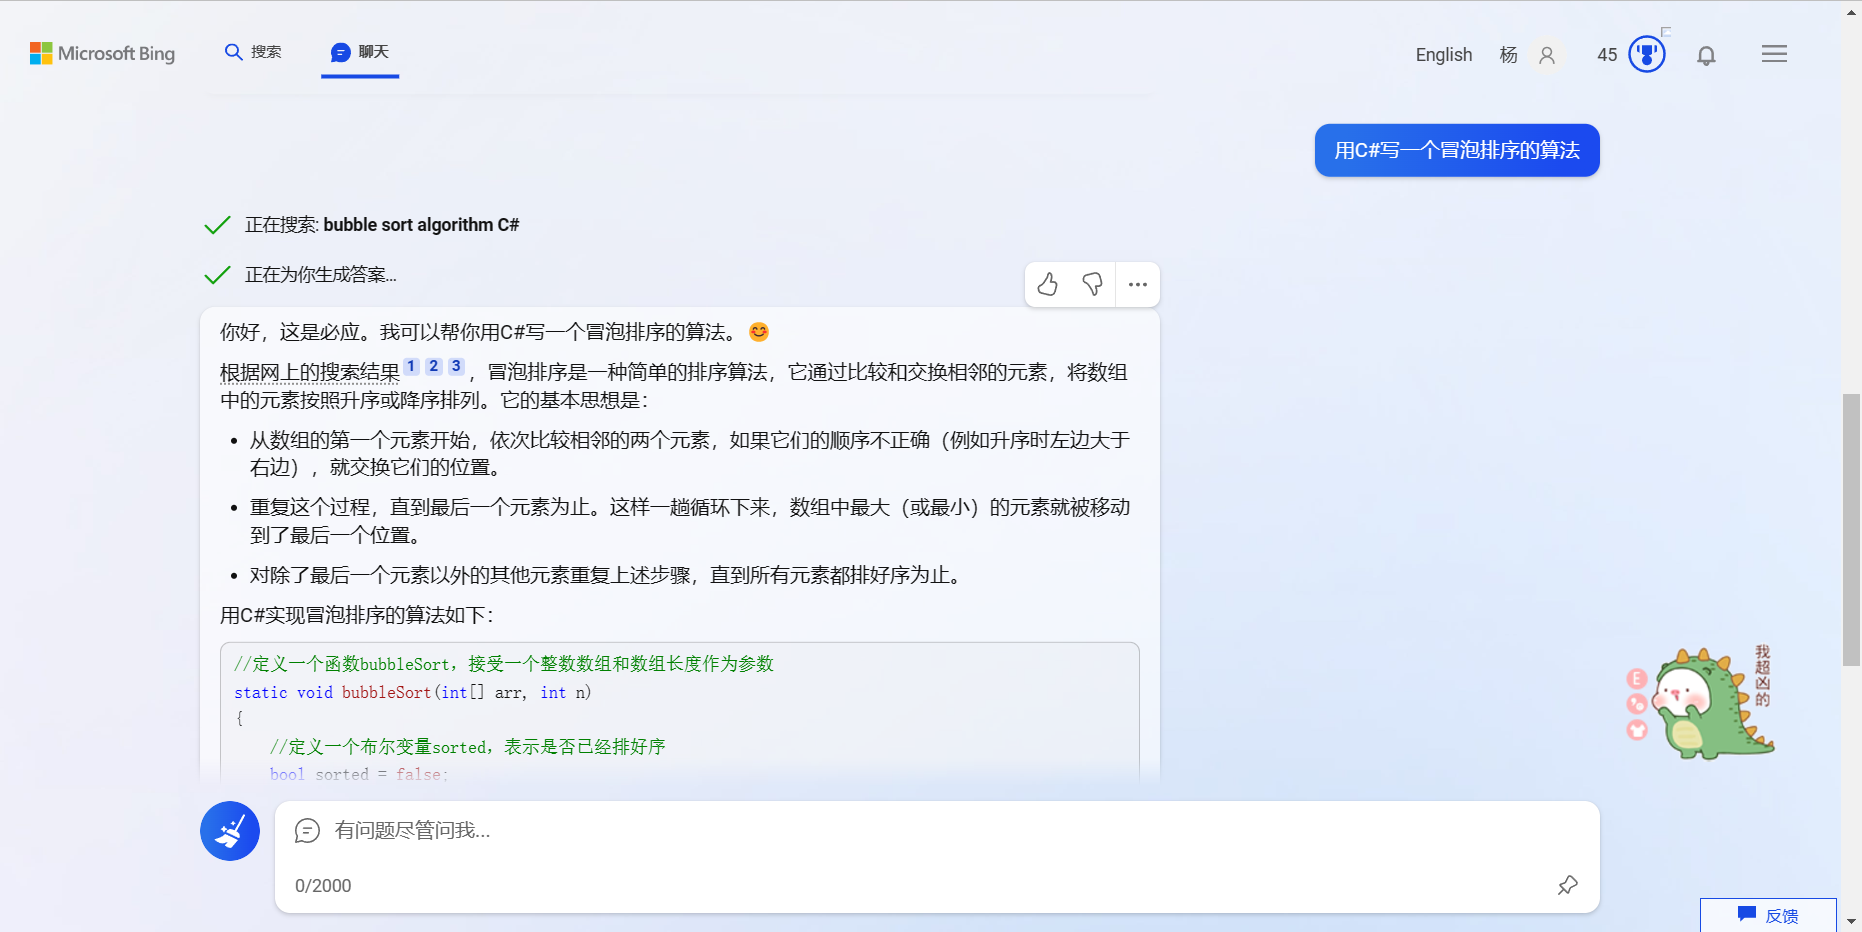 Microsoft Bing
搜索
聊天
English
杨
45
用C#写一个冒泡排序的算法
正在搜索: bubble sort algorithm C#
正在为你生成答案...
你好，这是必应。我可以帮你用C#写一个冒泡排序的算法。😊
根据网上的搜索结果 1 2 3 ，冒泡排序是一种简单的排序算法，它通过比较和交换相邻的元素，将数组
中的元素按照升序或降序排列。它的基本思想是：
• 从数组的第一个元素开始，依次比较相邻的两个元素，如果它们的顺序不正确（例如升序时左边大于
右边），就交换它们的位置。
• 重复这个过程，直到最后一个元素为止。这样一趟循环下来，数组中最大（或最小）的元素就被移动
到了最后一个位置。
• 对除了最后一个元素以外的其他元素重复上述步骤，直到所有元素都排好序为止。
用C#实现冒泡排序的算法如下：
//定义一个函数bubbleSort，接受一个整数数组和数组长度作为参数
static void bubbleSort(int[] arr, int n)
{
//定义一个布尔变量sorted，表示是否已经排好序
bool sorted = false;
我超凶的
E
有问题尽管问我...
0/2000
反馈